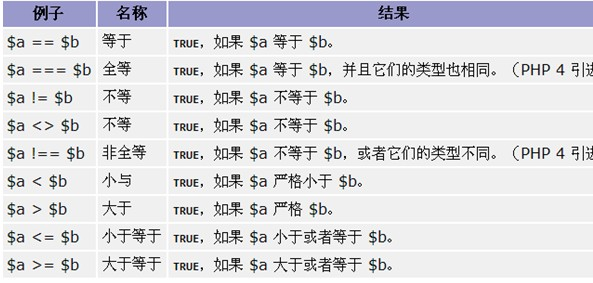 例子 名称 结果
$a == $b 等于 TRUE，如果 $a 等于 $b。
$a === $b 全等 TRUE，如果 $a 等于 $b，并且它们的类型也相同。（PHP 4 引进
$a != $b 不等 TRUE，如果 $a 不等于 $b。
$a <> $b 不等 TRUE，如果 $a 不等于 $b。
$a !== $b 非全等 TRUE，如果 $a 不等于 $b，或者它们的类型不同。（PHP 4 引进
$a < $b 小与 TRUE，如果 $a 严格小于 $b。
$a > $b 大于 TRUE，如果 $a 严格 $b。
$a <= $b 小于等于 TRUE，如果 $a 小于或者等于 $b。
$a >= $b 大于等于 TRUE，如果 $a 大于或者等于 $b。